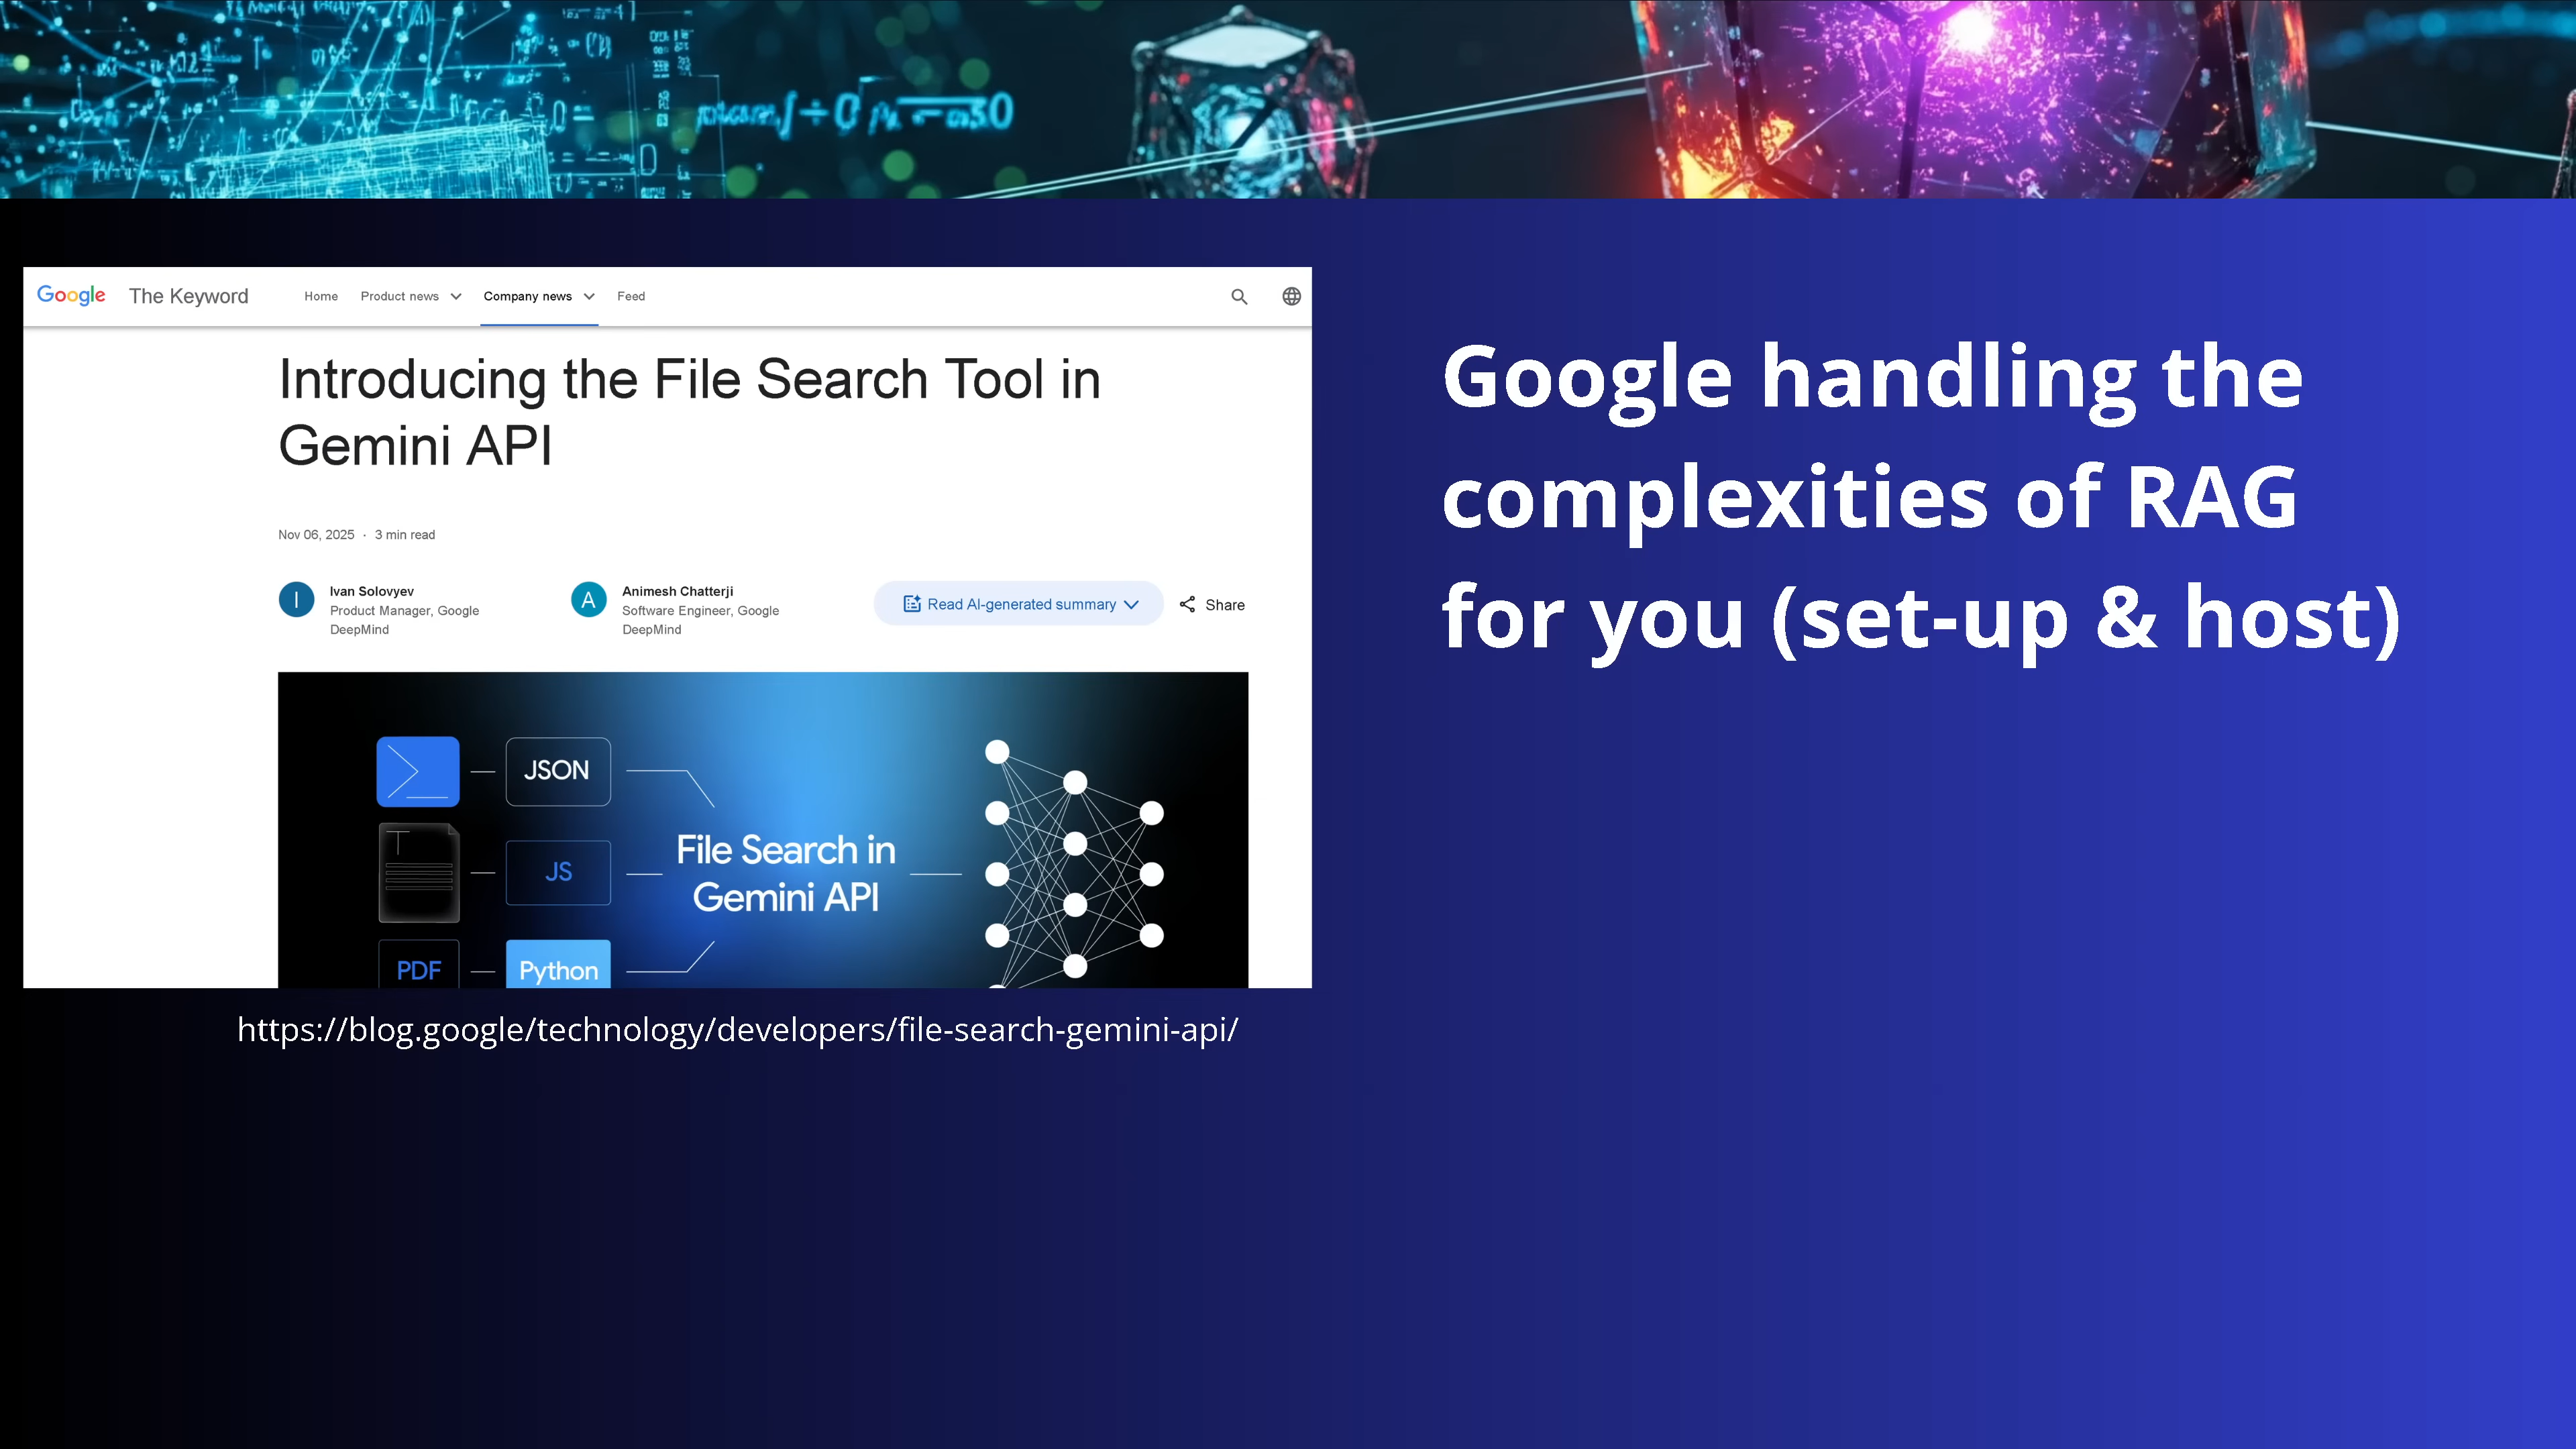 Google The Keyword Home Product news Company news Feed
Introducing the File Search Tool in
Gemini API
Nov 06, 2025 · 3 min read
I Ivan Solovyev
Product Manager, Google
DeepMind
A Animesh Chatterji
Software Engineer, Google
DeepMind
Read AI-generated summary Share
JSON
JS
PDF Python
File Search in
Gemini API
https://blog.google/technology/developers/file-search-gemini-api/
Google handling the
complexities of RAG
for you (set-up & host)